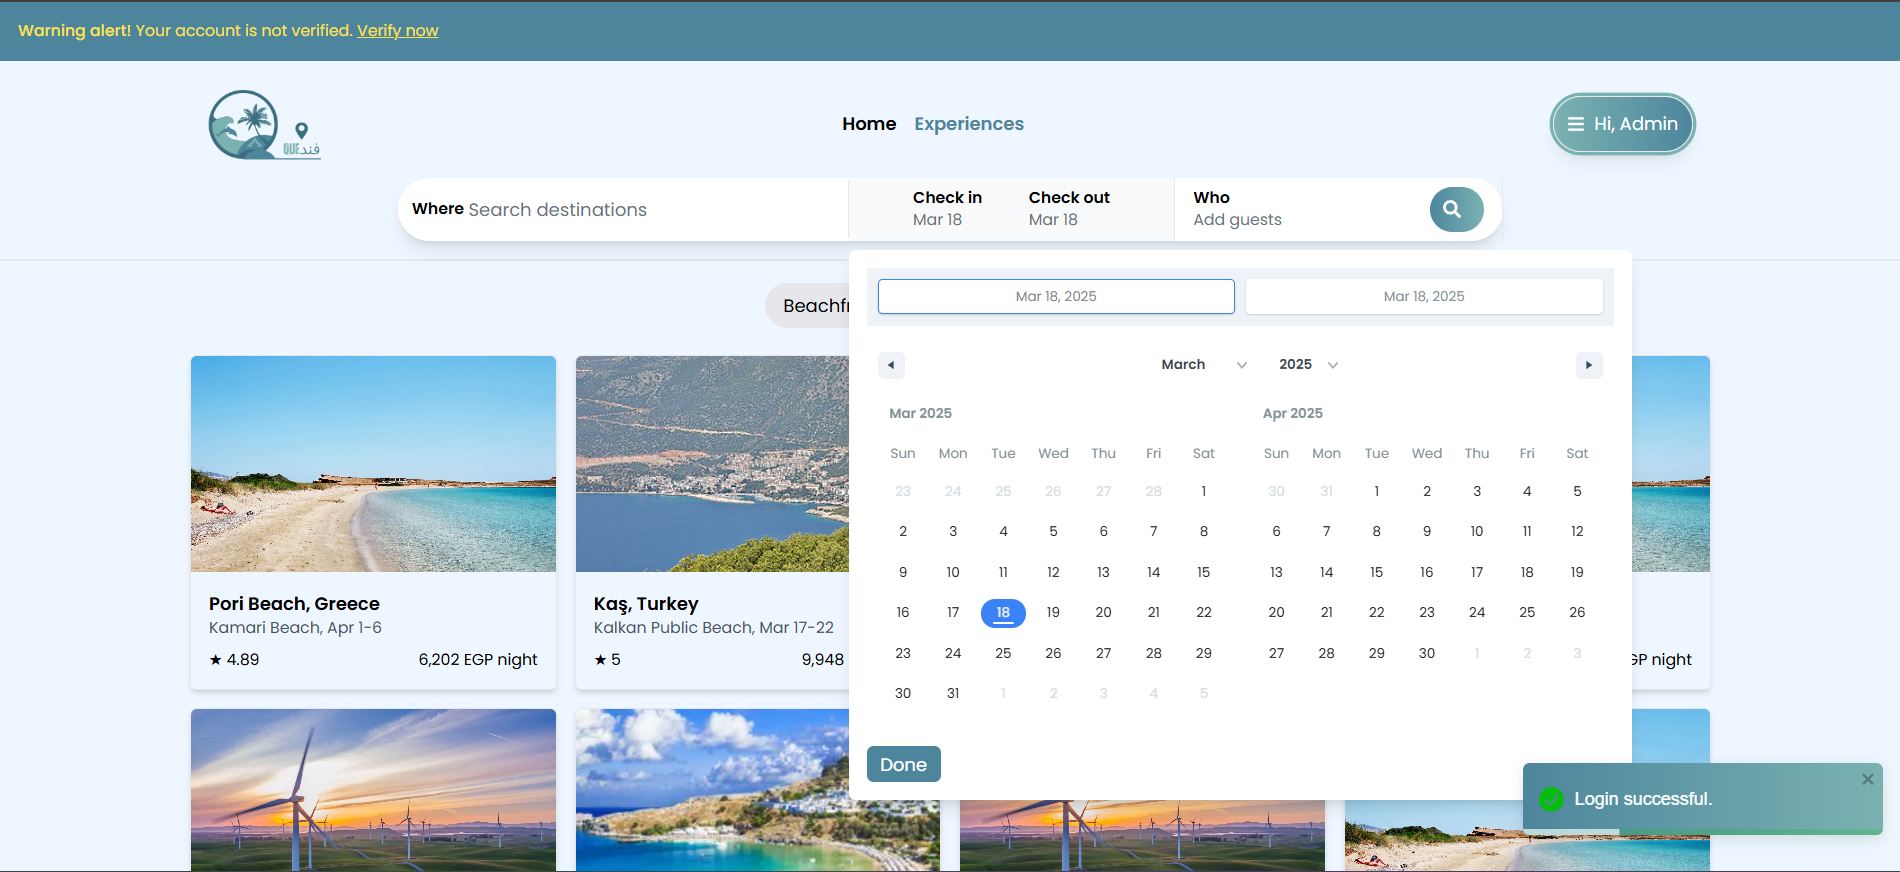 Warning alert! Your account is not verified. Verify now
QUEفند
Home Experiences
Hi, Admin
Where Search destinations
Check in
Mar 18
Check out
Mar 18
Who
Add guests
Mar 18, 2025
Mar 18, 2025
March 2025
Mar 2025
Sun Mon Tue Wed Thu Fri Sat
23 24 25 26 27 28 1
2 3 4 5 6 7 8
9 10 11 12 13 14 15
16 17 18 19 20 21 22
23 24 25 26 27 28 29
30 31 1 2 3 4 5
Apr 2025
Sun Mon Tue Wed Thu Fri Sat
30 31 1 2 3 4 5
6 7 8 9 10 11 12
13 14 15 16 17 18 19
20 21 22 23 24 25 26
27 28 29 30 1 2 3
Done
Pori Beach, Greece
Kamari Beach, Apr 1-6
★ 4.89
6,202 EGP night
Kaş, Turkey
Kalkan Public Beach, Mar 17-22
★ 5
9,948
night
Login successful.